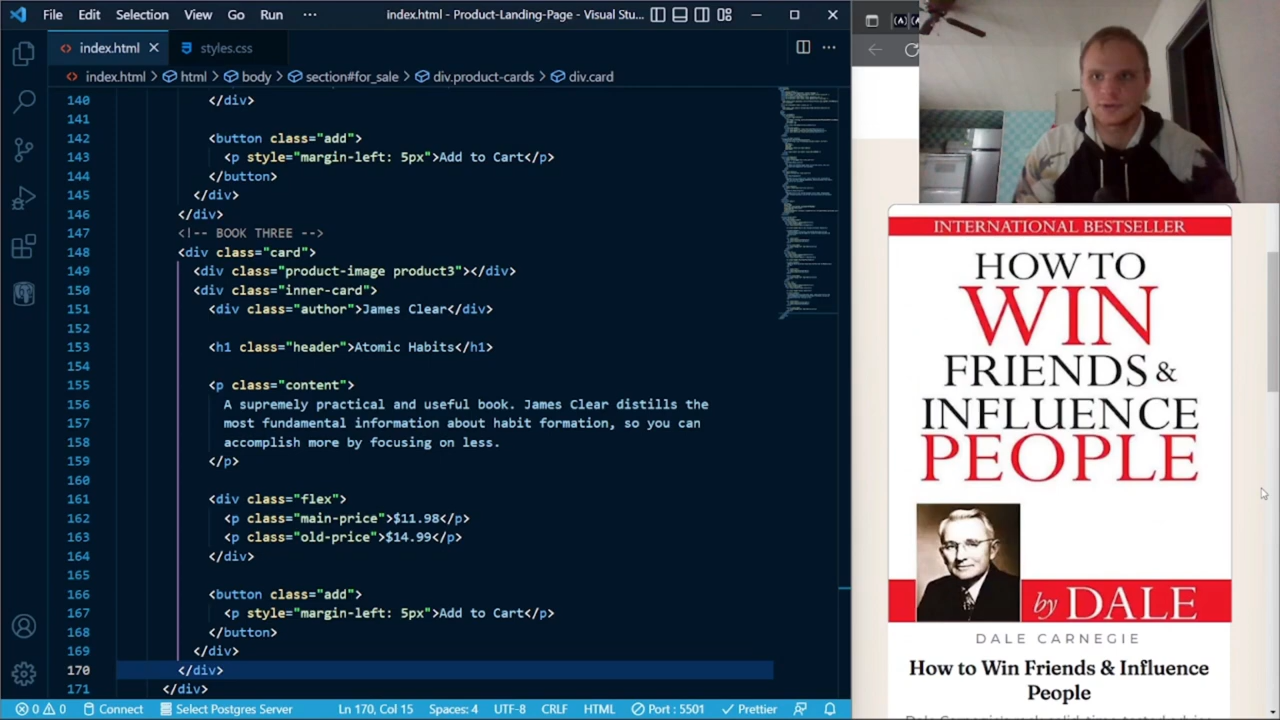 File Edit Selection View Go Run ··· index.html - Product-Landing-Page - Visual Stu...
index.html styles.css
index.html > html > body > section#for_sale > div.product-cards > div.card
140 </div>
141
142 <button class="add">
143 <p style="margin-left: 5px">Add to Cart</p>
144 </button>
145 </div>
146 </div>
147 <!-- BOOK THREE -->
148 <div class="card">
149 <div class="product-image product3"></div>
150 <div class="inner-card">
151 <div class="author">James Clear</div>
152
153 <h1 class="header">Atomic Habits</h1>
154
155 <p class="content">
156 A supremely practical and useful book. James Clear distills the
157 most fundamental information about habit formation, so you can
158 accomplish more by focusing on less.
159 </p>
160
161 <div class="flex">
162 <p class="main-price">$11.98</p>
163 <p class="old-price">$14.99</p>
164 </div>
165
166 <button class="add">
167 <p style="margin-left: 5px">Add to Cart</p>
168 </button>
169 </div>
170 </div>
171 </div>
0 0 Connect Select Postgres Server Ln 170, Col 15 Spaces: 4 UTF-8 CRLF HTML Port : 5501 Prettier
INTERNATIONAL BESTSELLER
HOW TO
WIN
FRIENDS &
INFLUENCE
PEOPLE
by DALE
DALE CARNEGIE
How to Win Friends & Influence
People